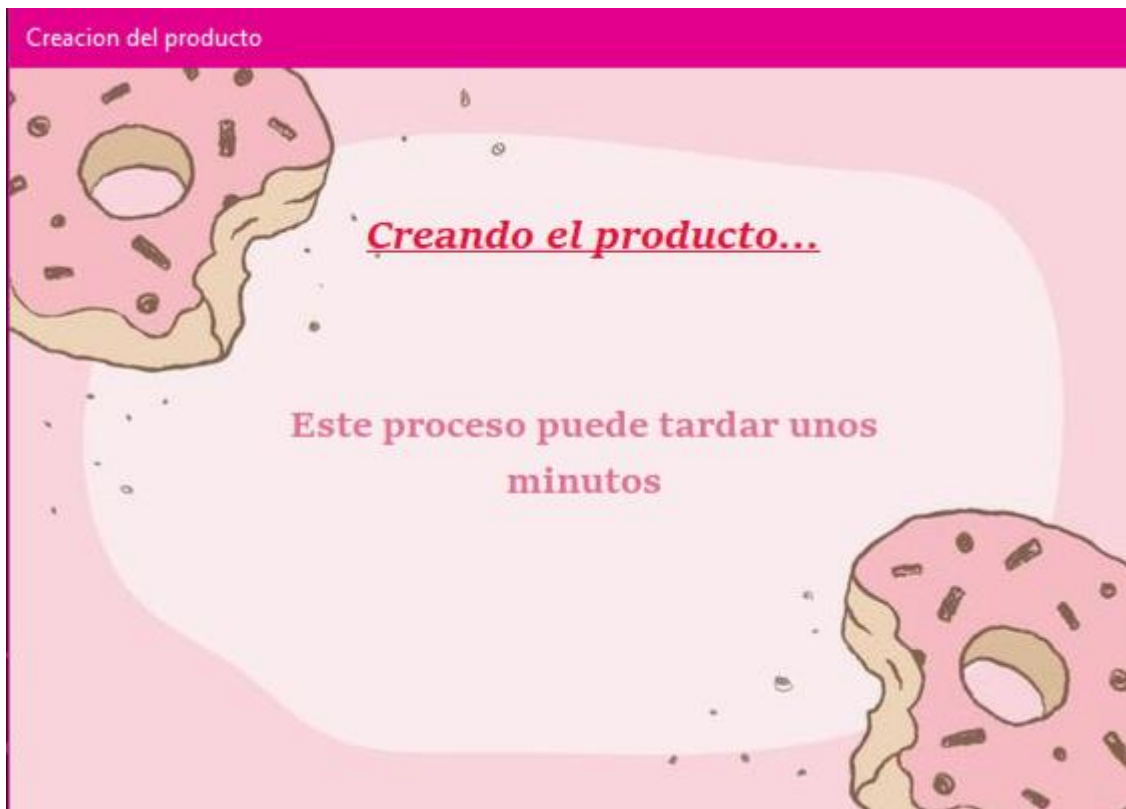 Creacion del producto
Creando el producto...
Este proceso puede tardar unos
minutos